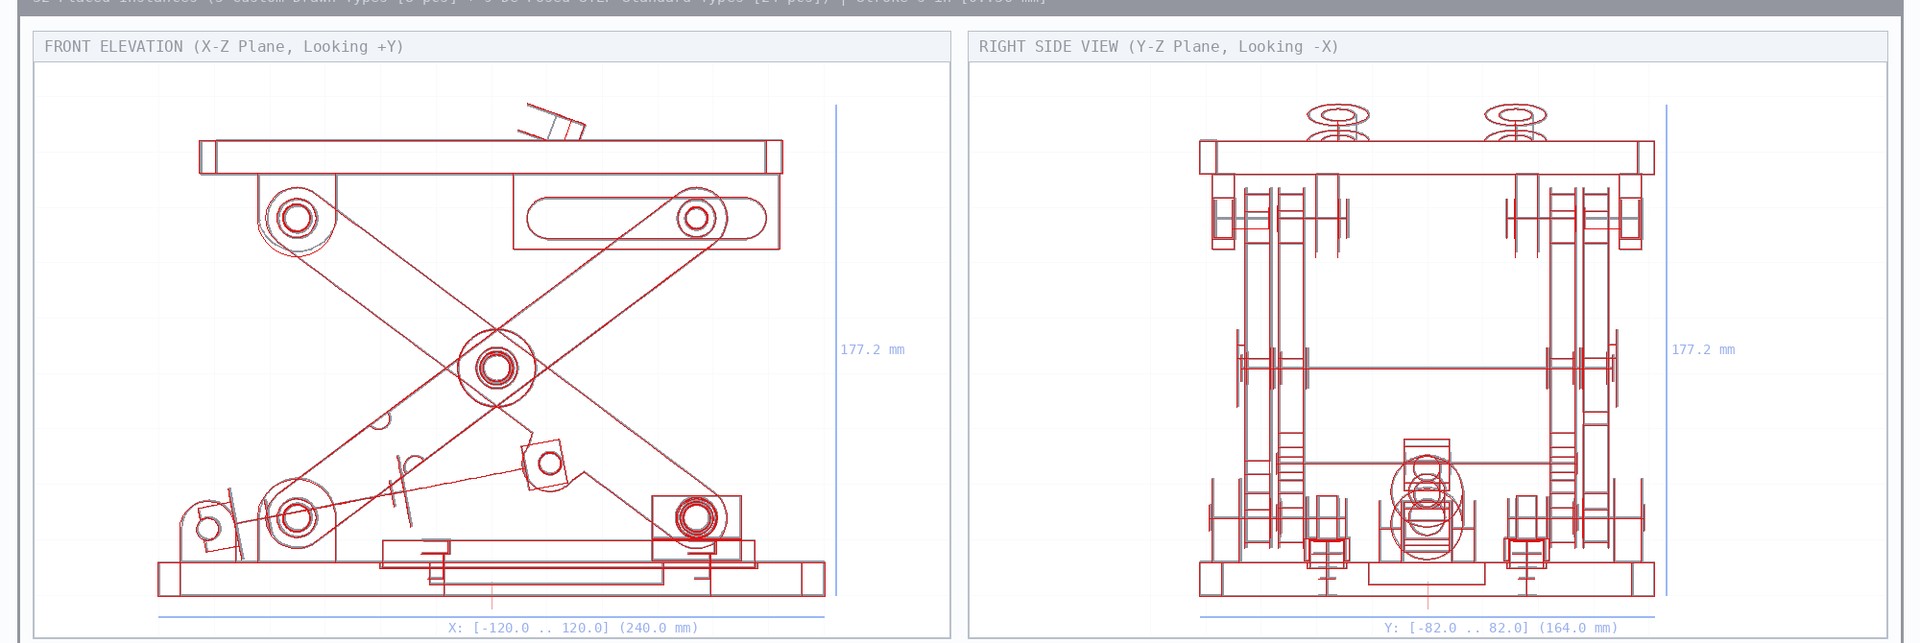 FRONT ELEVATION (X-Z Plane, Looking +Y)
RIGHT SIDE VIEW (Y-Z Plane, Looking -X)
177.2 mm
177.2 mm
X: [-120.0 .. 120.0] (240.0 mm)
Y: [-82.0 .. 82.0] (164.0 mm)